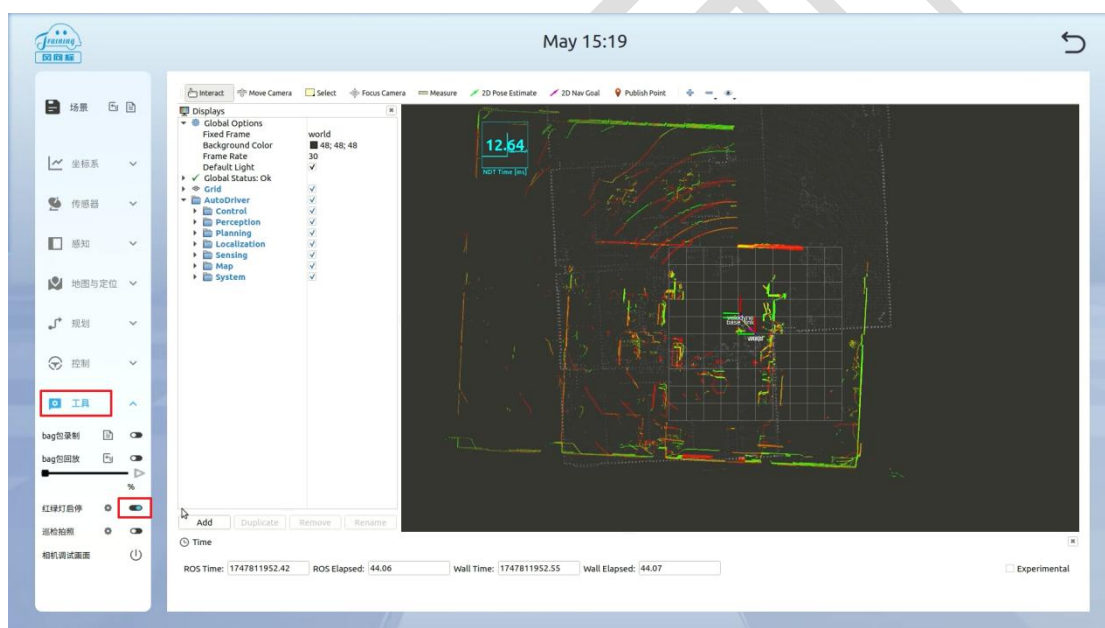 Training
风向标
May 15:19
场景
坐标系
传感器
感知
地图与定位
规划
控制
工具
bag包录制
bag包回放
%
红绿灯启停
巡检拍照
相机调试画面
Interact Move Camera Select Focus Camera Measure 2D Pose Estimate 2D Nav Goal Publish Point
Displays
Global Options
Fixed Frame world
Background Color 48; 48; 48
Frame Rate 30
Default Light
Global Status: Ok
Grid
AutoDriver
Control
Perception
Planning
Localization
Sensing
Map
System
Add Duplicate Remove Rename
12.64
NDT Time [ms]
velodyne
base_link
Time
ROS Time: 1747811952.42 ROS Elapsed: 44.06 Wall Time: 1747811952.55 Wall Elapsed: 44.07 Experimental